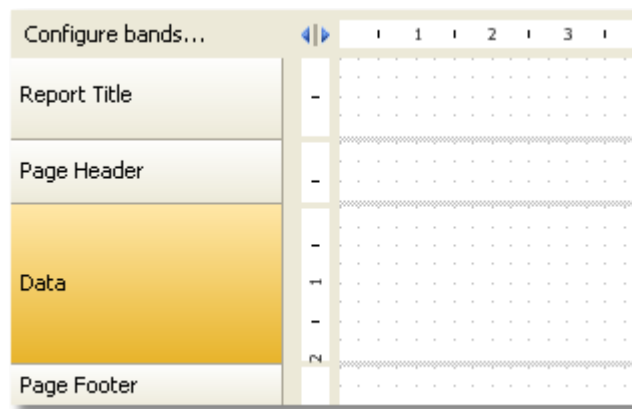 Configure bands...
1 2 3
Report Title
Page Header
Data
1
2
Page Footer